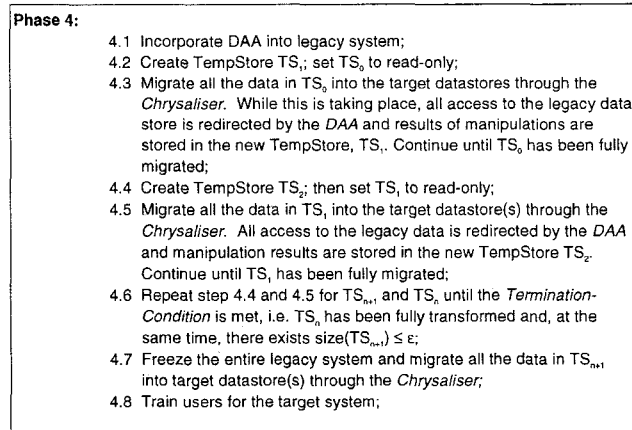 Phase 4:
4.1 Incorporate DAA into legacy system;
4.2 Create TempStore TS₁; set TS₀ to read-only;
4.3 Migrate all the data in TS₀ into the target datastores through the
Chrysaliser. While this is taking place, all access to the legacy data
store is redirected by the DAA and results of manipulations are
stored in the new TempStore, TS₁. Continue until TS₀ has been fully
migrated;
4.4 Create TempStore TS₂; then set TS₁ to read-only;
4.5 Migrate all the data in TS₁ into the target datastore(s) through the
Chrysaliser. All access to the legacy data is redirected by the DAA
and manipulation results are stored in the new TempStore TS₂.
Continue until TS₁ has been fully migrated;
4.6 Repeat step 4.4 and 4.5 for TSₙ₊₁ and TSₙ until the Termination-
Condition is met, i.e. TSₙ has been fully transformed and, at the
same time, there exists size(TSₙ₊₁) ≤ ε;
4.7 Freeze the entire legacy system and migrate all the data in TSₙ₊₁
into target datastore(s) through the Chrysaliser;
4.8 Train users for the target system;